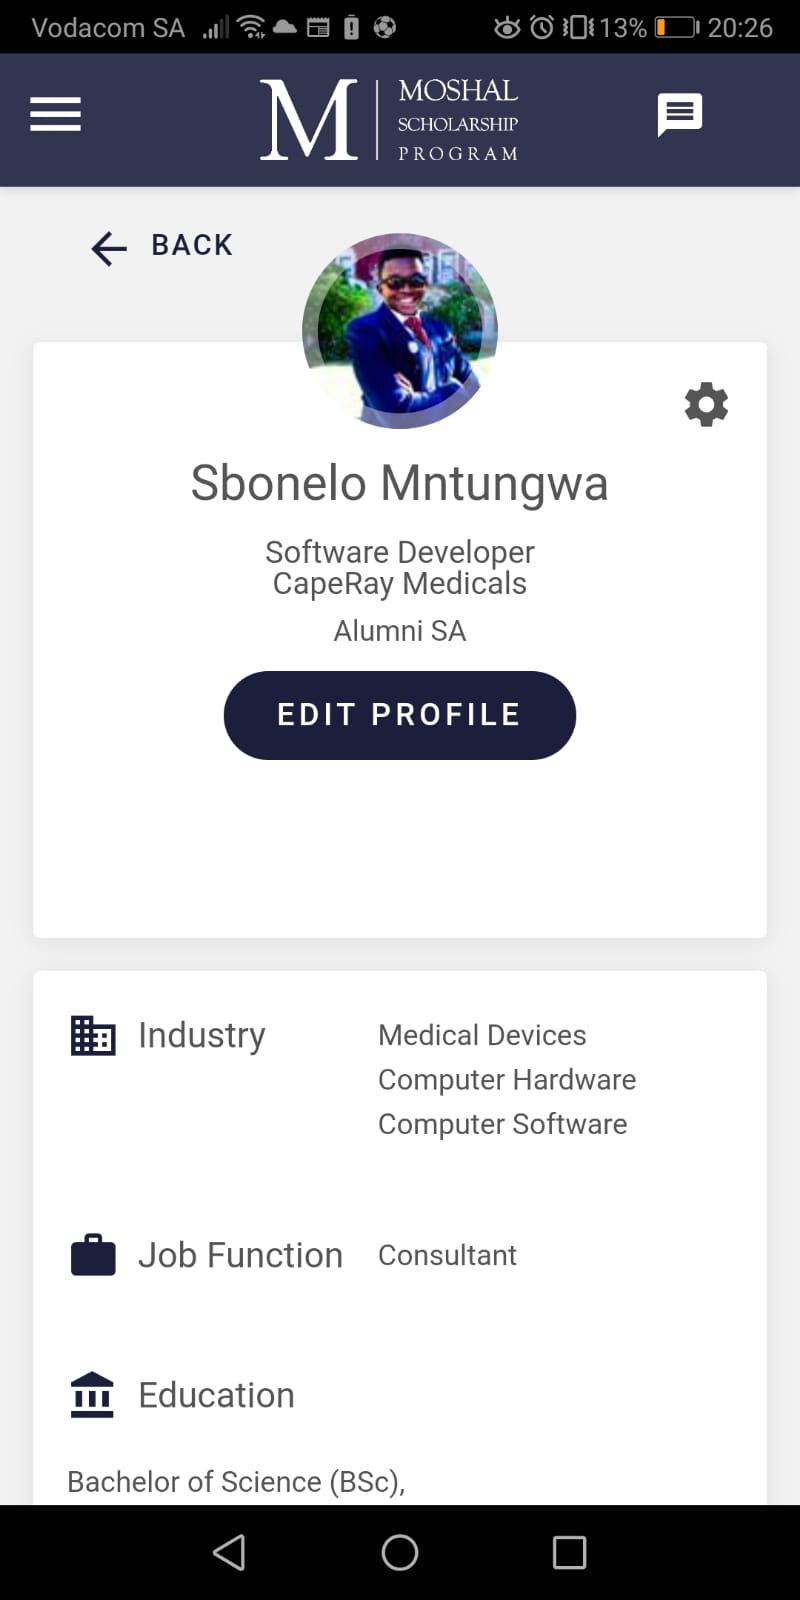 Vodacom SA 13% 20:26
M MOSHAL
SCHOLARSHIP
PROGRAM
BACK
Sbonelo Mntungwa
Software Developer
CapeRay Medicals
Alumni SA
EDIT PROFILE
Industry Medical Devices
Computer Hardware
Computer Software
Job Function Consultant
Education
Bachelor of Science (BSc),